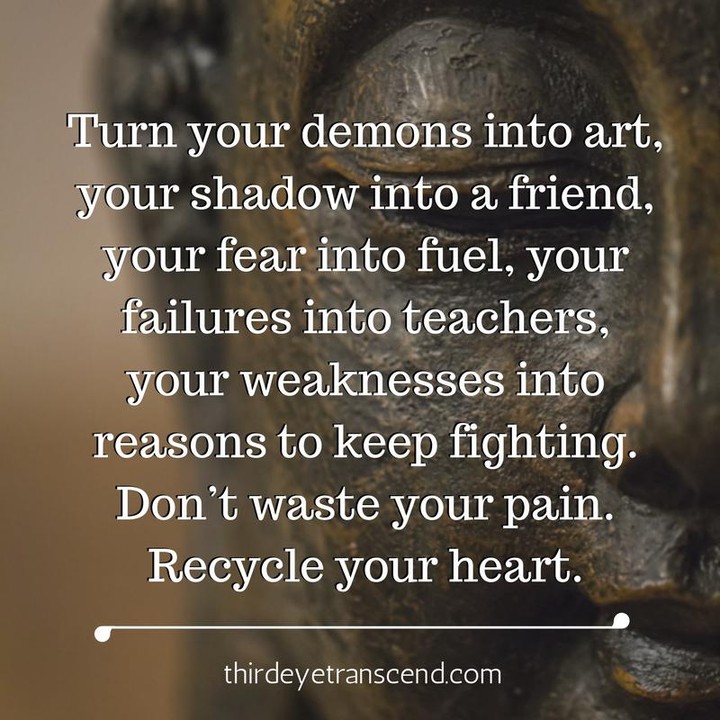 Turn your demons into art,
your shadow into a friend,
your fear into fuel, your
failures into teachers,
your weaknesses into
reasons to keep fighting.
Don’t waste your pain.
Recycle your heart.
thirdeyetranscend.com